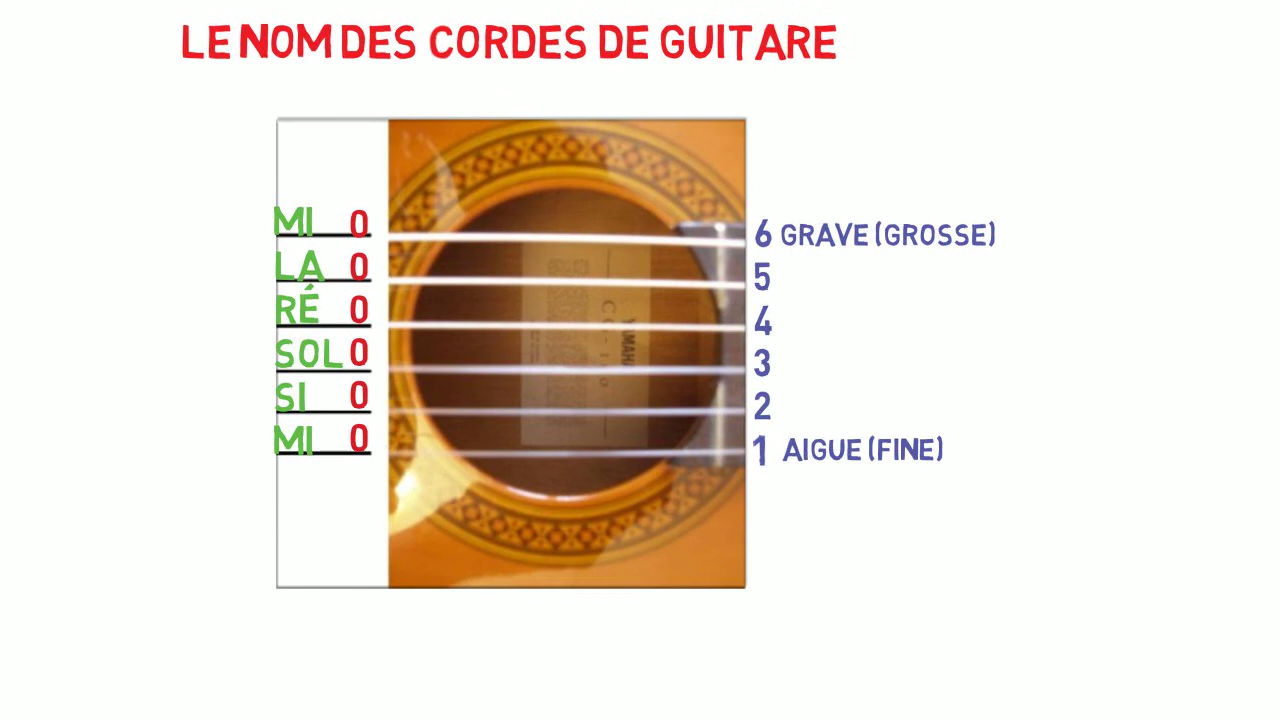 LE NOM DES CORDES DE GUITARE
MI 0 6 GRAVE (GROSSE)
LA 0 5
RÉ 0 4
SOL 0 3
SI 0 2
MI 0 1 AIGUE (FINE)
YAMAHA